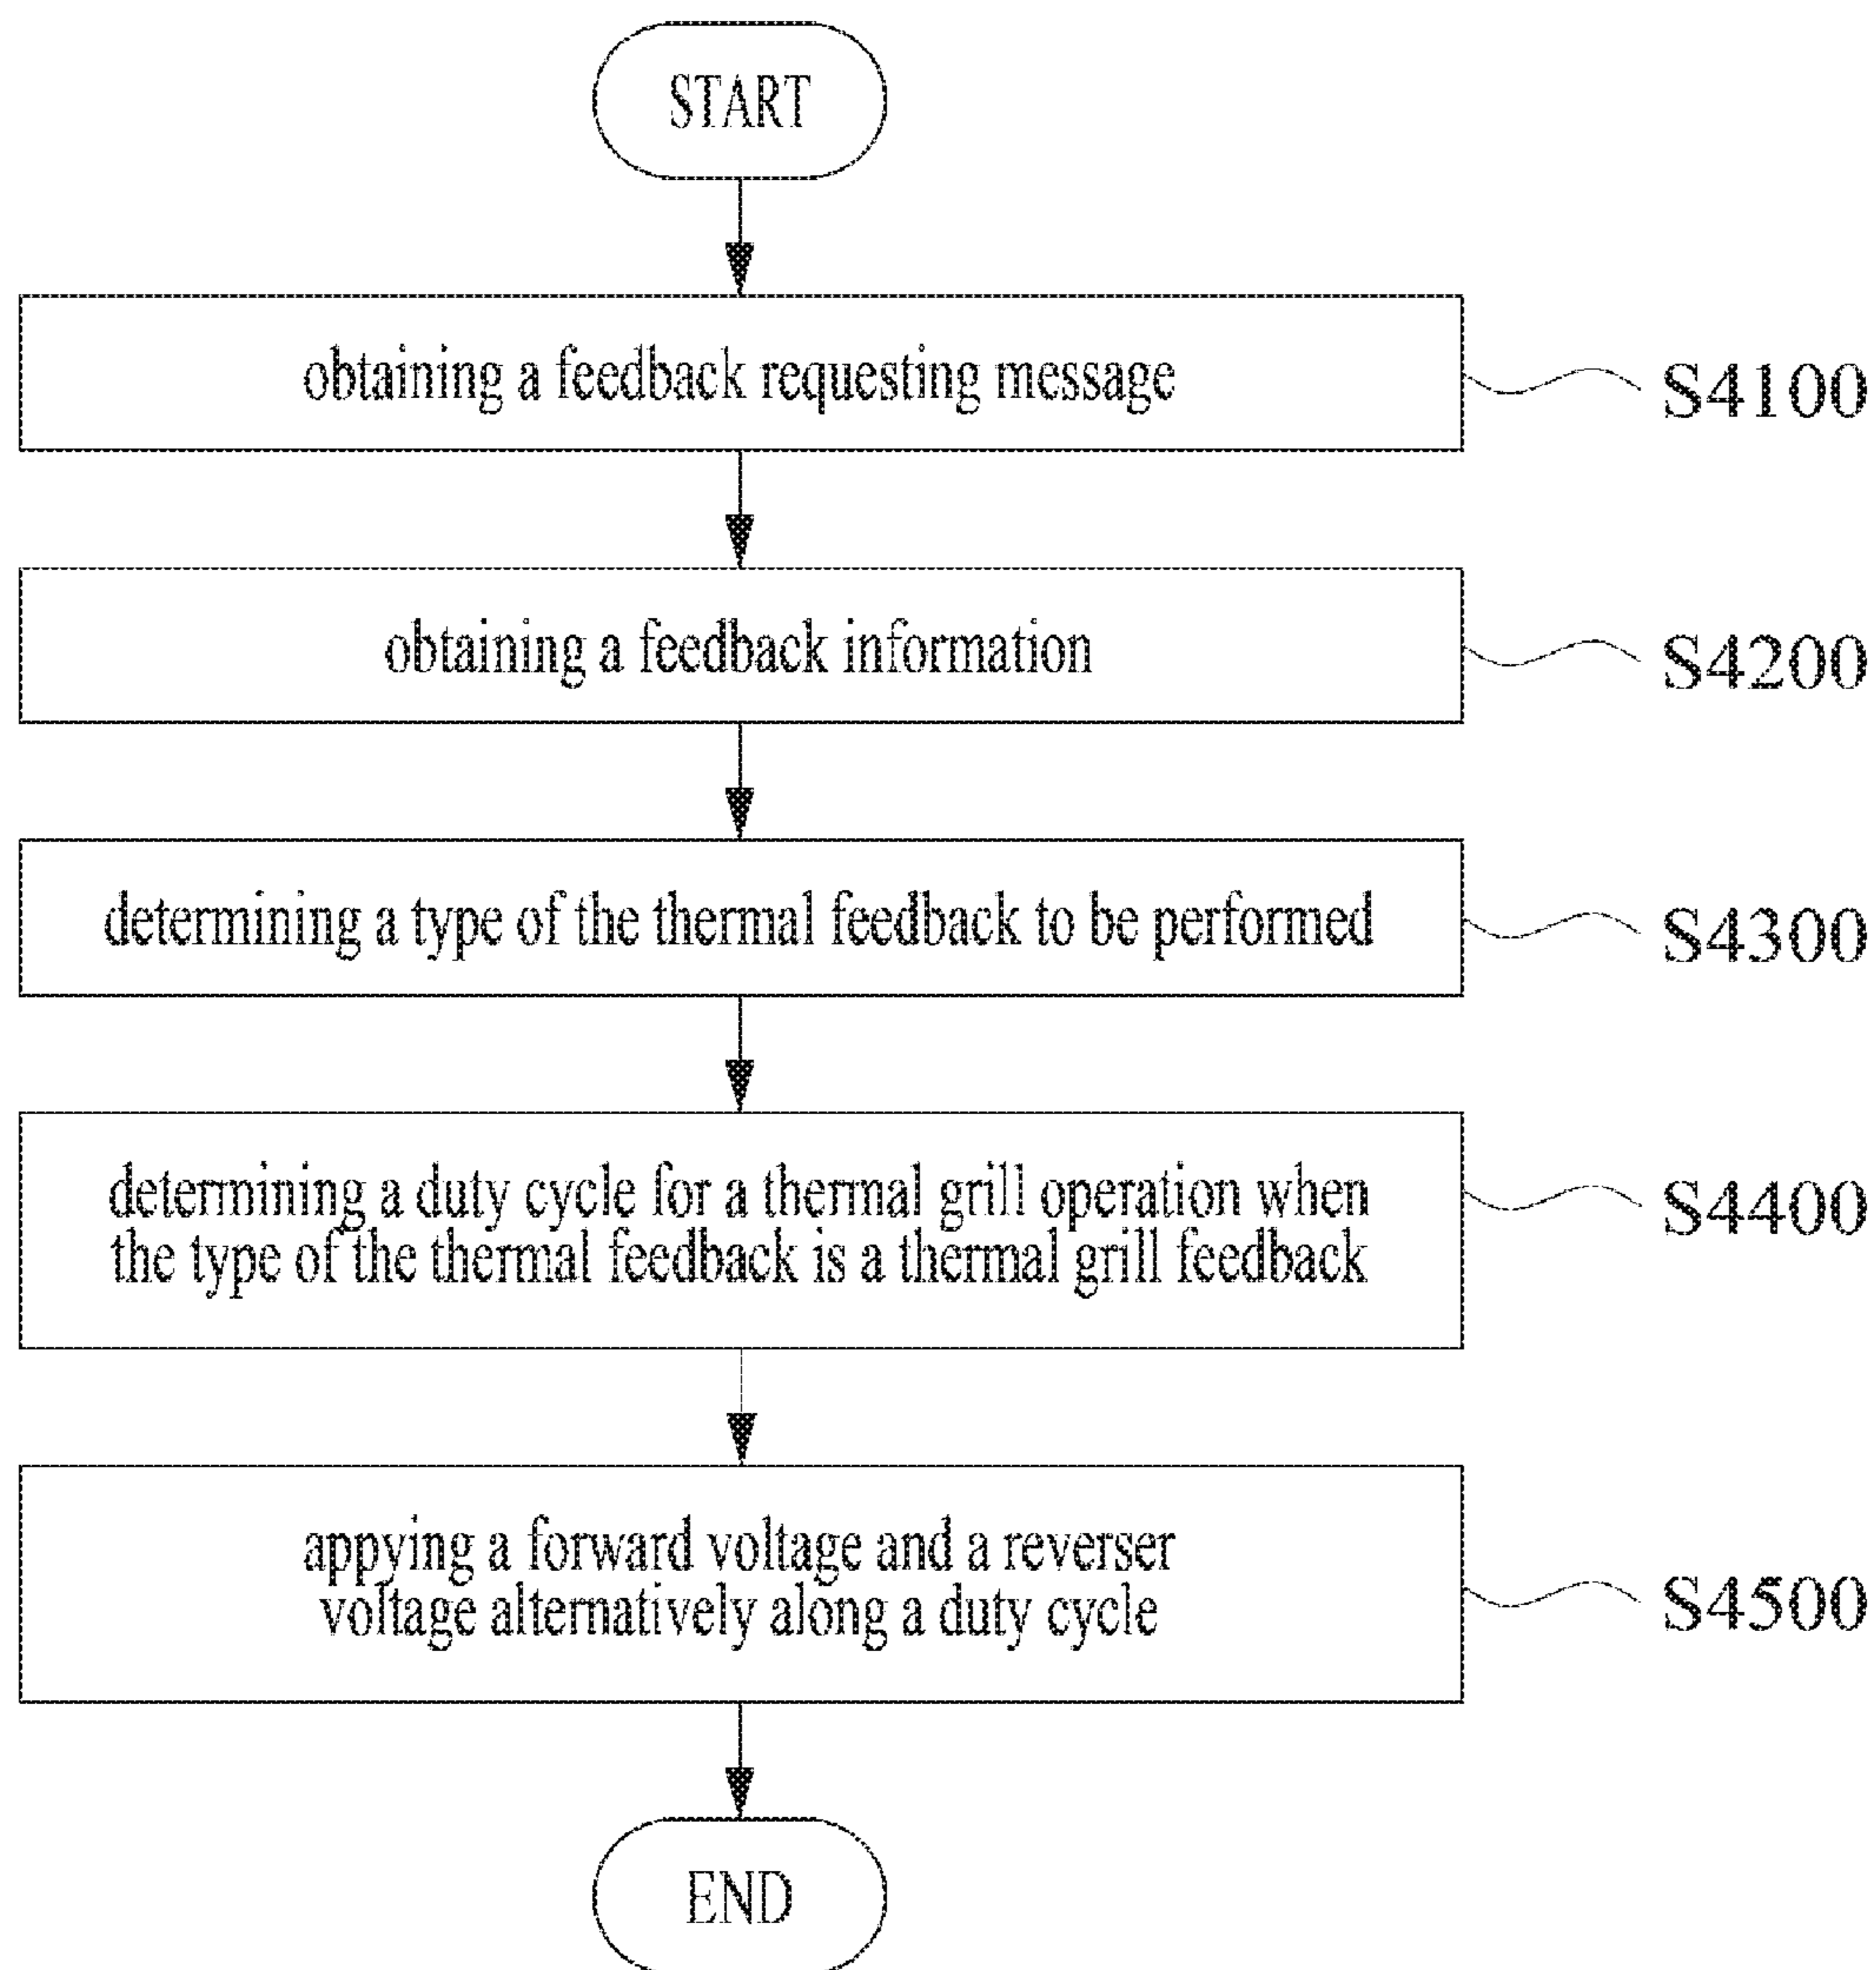 START
obtaining a feedback requesting message
S4100
obtaining a feedback information
S4200
determining a type of the thermal feedback to be performed
S4300
determining a duty cycle for a thermal grill operation when
the type of the thermal feedback is a thermal grill feedback
S4400
appying a forward voltage and a reverser
voltage alternatively along a duty cycle
S4500
END